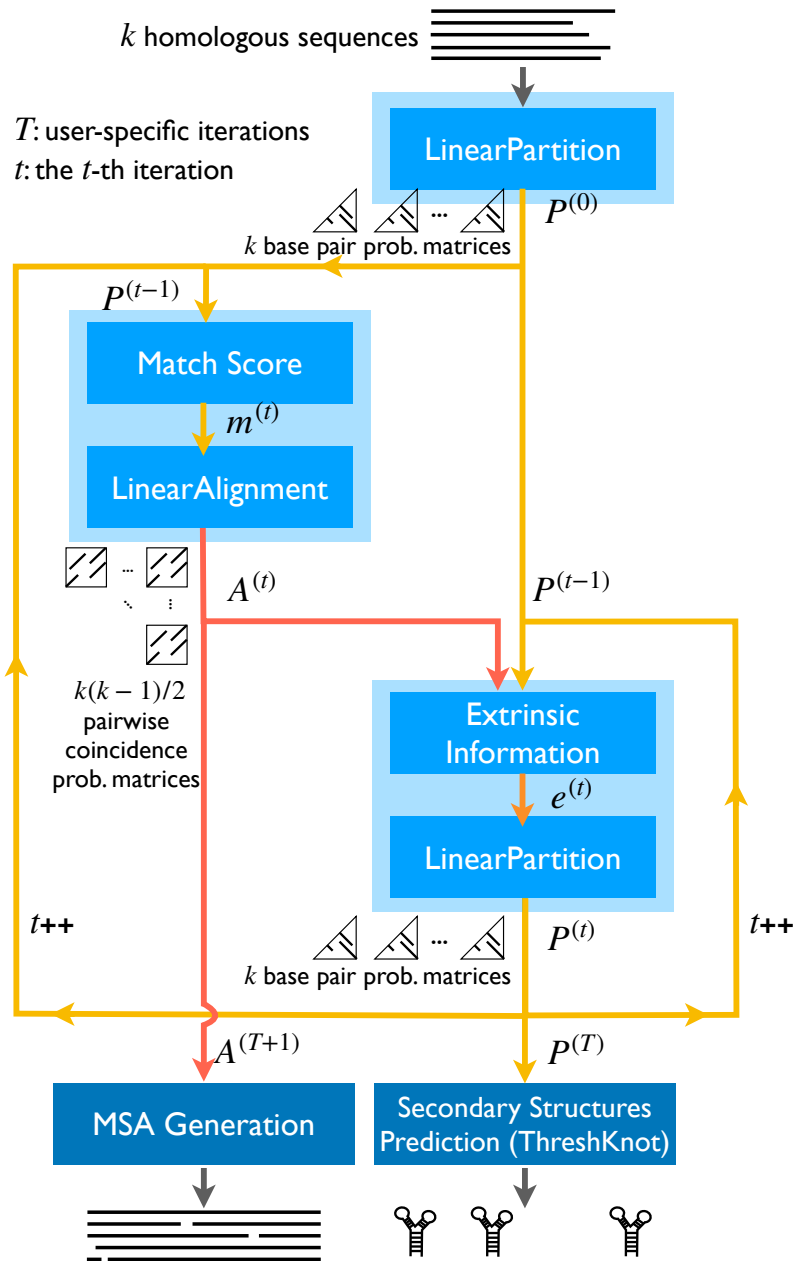 k homologous sequences
T: user-specific iterations
t: the t-th iteration
LinearPartition
P^(0)
...
k base pair prob. matrices
P^(t−1)
Match Score
m^(t)
LinearAlignment
...
A^(t)
P^(t−1)
k(k − 1)/2
pairwise
coincidence
prob. matrices
Extrinsic
Information
e^(t)
LinearPartition
t++
t++
...
P^(t)
k base pair prob. matrices
A^(T+1)
P^(T)
MSA Generation
Secondary Structures
Prediction (ThreshKnot)